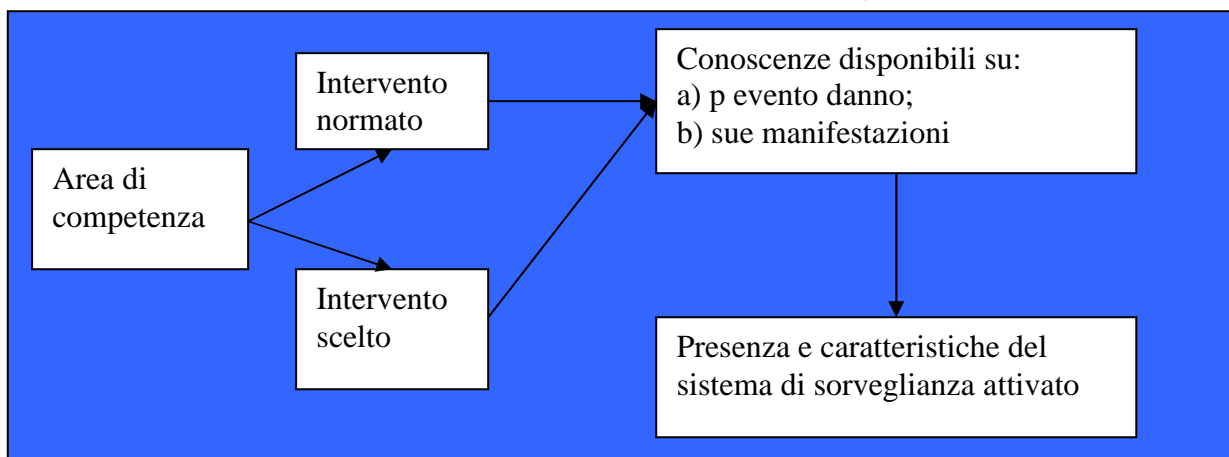 Area di
competenza
Intervento
normato
Intervento
scelto
Conoscenze disponibili su:
a) p evento danno;
b) sue manifestazioni
Presenza e caratteristiche del
sistema di sorveglianza attivato